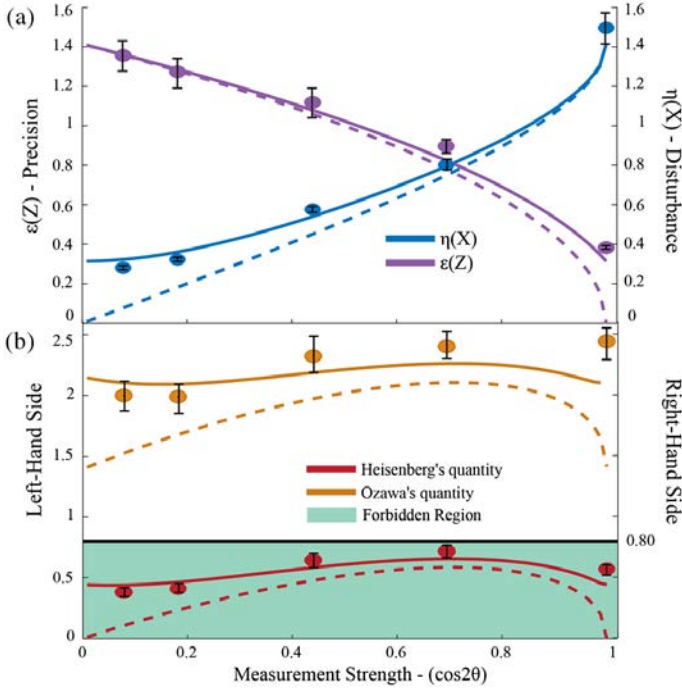 (a)
1.6
1.4
1.2
1
0.8
0.6
0.4
0.2
0
ε(Z) - Precision
1.6
1.4
1.2
1
0.8
0.6
0.4
0.2
0
η(X) - Disturbance
η(X)
ε(Z)
(b)
2.5
2
1.5
1
0.5
0
Left-Hand Side
Right-Hand Side
0.80
Heisenberg's quantity
Ozawa's quantity
Forbidden Region
0
0.2
0.4
0.6
0.8
1
Measurement Strength - (cos2θ)